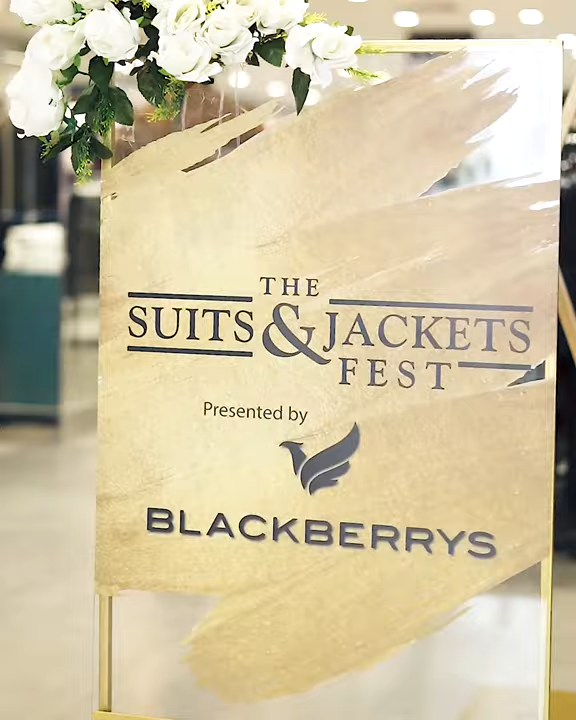 THE
SUITS & JACKETS
FEST
Presented by
BLACKBERRYS